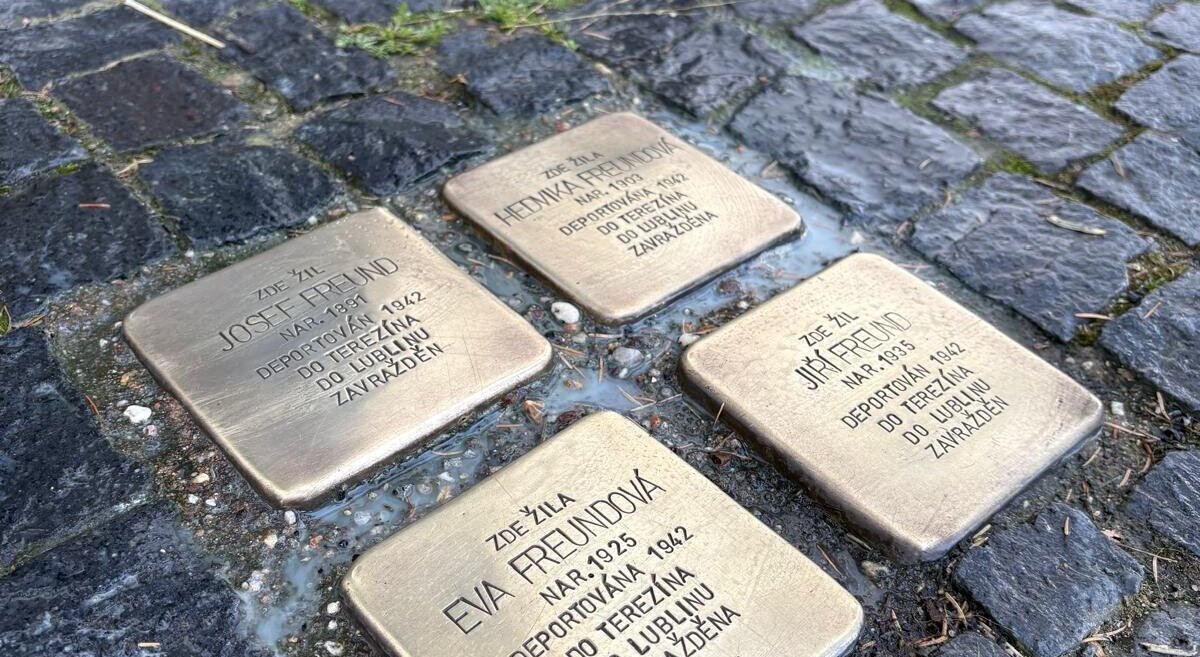 ZDE ŽILA
HEDVIKA FREUNDOVÁ
NAR. 1903
DEPORTOVÁNA 1942
DO TEREZÍNA
DO LUBLINU
ZAVRAŽDĚNA
ZDE ŽIL
JOSEF FREUND
NAR. 1891
DEPORTOVÁN 1942
DO TEREZÍNA
DO LUBLINU
ZAVRAŽDĚN
ZDE ŽIL
JIŘÍ FREUND
NAR. 1935
DEPORTOVÁN 1942
DO TEREZÍNA
DO LUBLINU
ZAVRAŽDĚN
ZDE ŽILA
EVA FREUNDOVÁ
NAR. 1925
DEPORTOVÁNA 1942
DO TEREZÍNA
DO LUBLINU